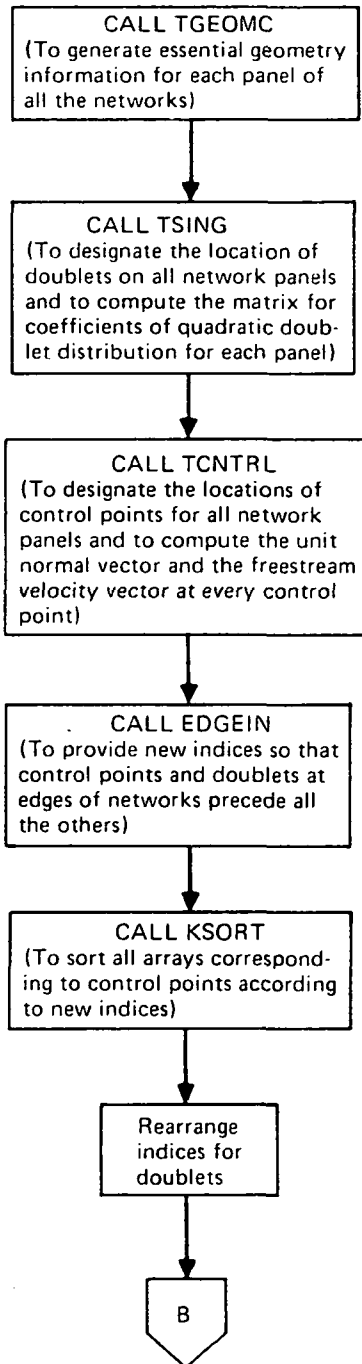 CALL TGEOMC
(To generate essential geometry
information for each panel of
all the networks)
CALL TSING
(To designate the location of
doublets on all network panels
and to compute the matrix for
coefficients of quadratic doub-
let distribution for each panel)
CALL TCNTRL
(To designate the locations of
control points for all network
panels and to compute the unit
normal vector and the freestream
velocity vector at every control
point)
CALL EDGEIN
(To provide new indices so that
control points and doublets at
edges of networks precede all
the others)
CALL KSORT
(To sort all arrays correspond-
ing to control points according
to new indices)
Rearrange
indices for
doublets
B